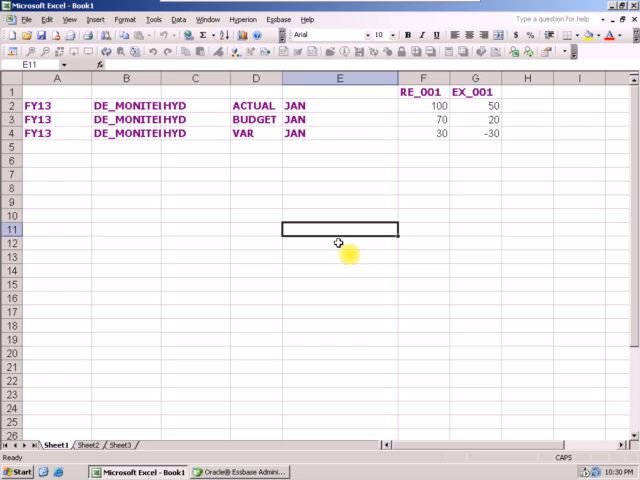 Microsoft Excel - Book1
File Edit View Insert Format Tools Data Window Hyperion Essbase Help
Type a question for help
Arial 10 B I U $ %
E11 fx
A B C D E F G H I
1 RE_001 EX_001
2 FY13 DE_MONITEI HYD ACTUAL JAN 100 50
3 FY13 DE_MONITEI HYD BUDGET JAN 70 20
4 FY13 DE_MONITEI HYD VAR JAN 30 -30
5
6
7
8
9
10
11
12
13
14
15
16
17
18
19
20
21
22
23
24
25
26
Sheet1 Sheet2 Sheet3
Ready CAPS
Start Microsoft Excel - Book1 Oracle® Essbase Admini... 10:30 PM